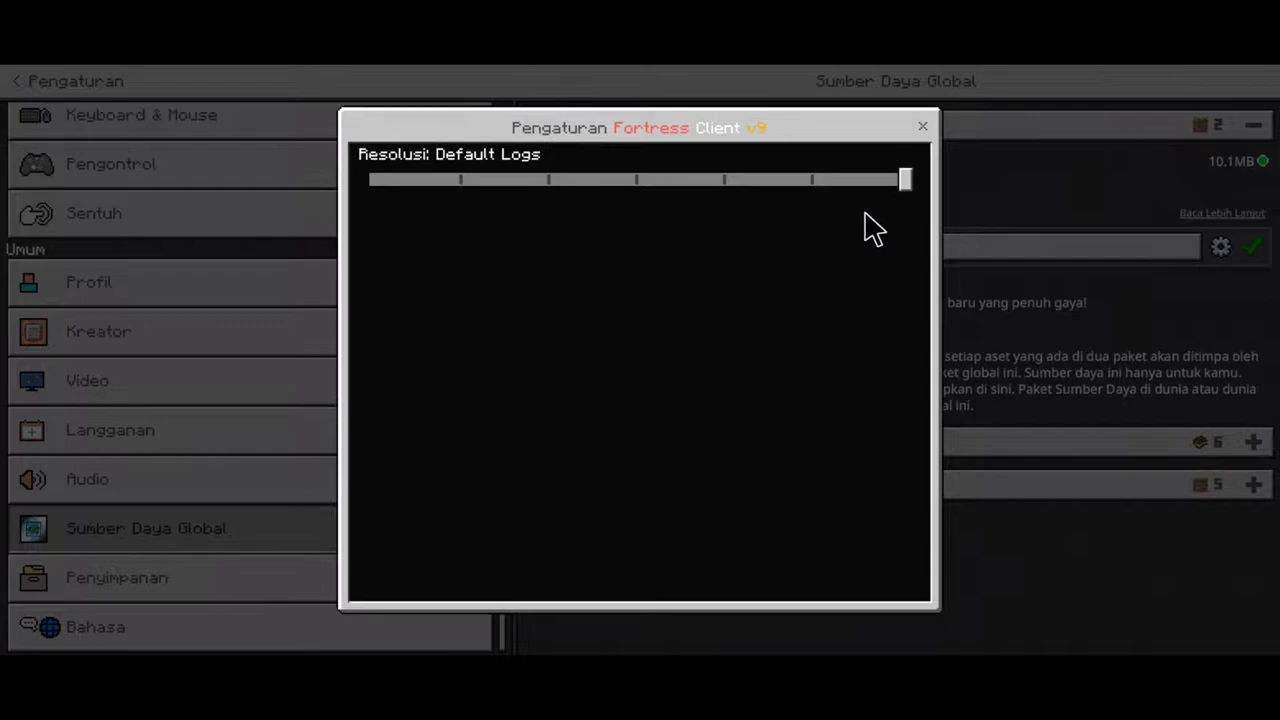 < Pengaturan
Sumber Daya Global
Keyboard & Mouse
Pengontrol
Sentuh
Umum
Profil
Kreator
Video
Langganan
Audio
Sumber Daya Global
Penyimpanan
Bahasa
Pengaturan Fortress Client v9
Resolusi: Default Logs
2
10.1MB
Baca Lebih Lanjut
baru yang penuh gaya!
setiap aset yang ada di dua paket akan ditimpa oleh
ket global ini. Sumber daya ini hanya untuk kamu.
pkan di sini. Paket Sumber Daya di dunia atau dunia
al ini.
6
5